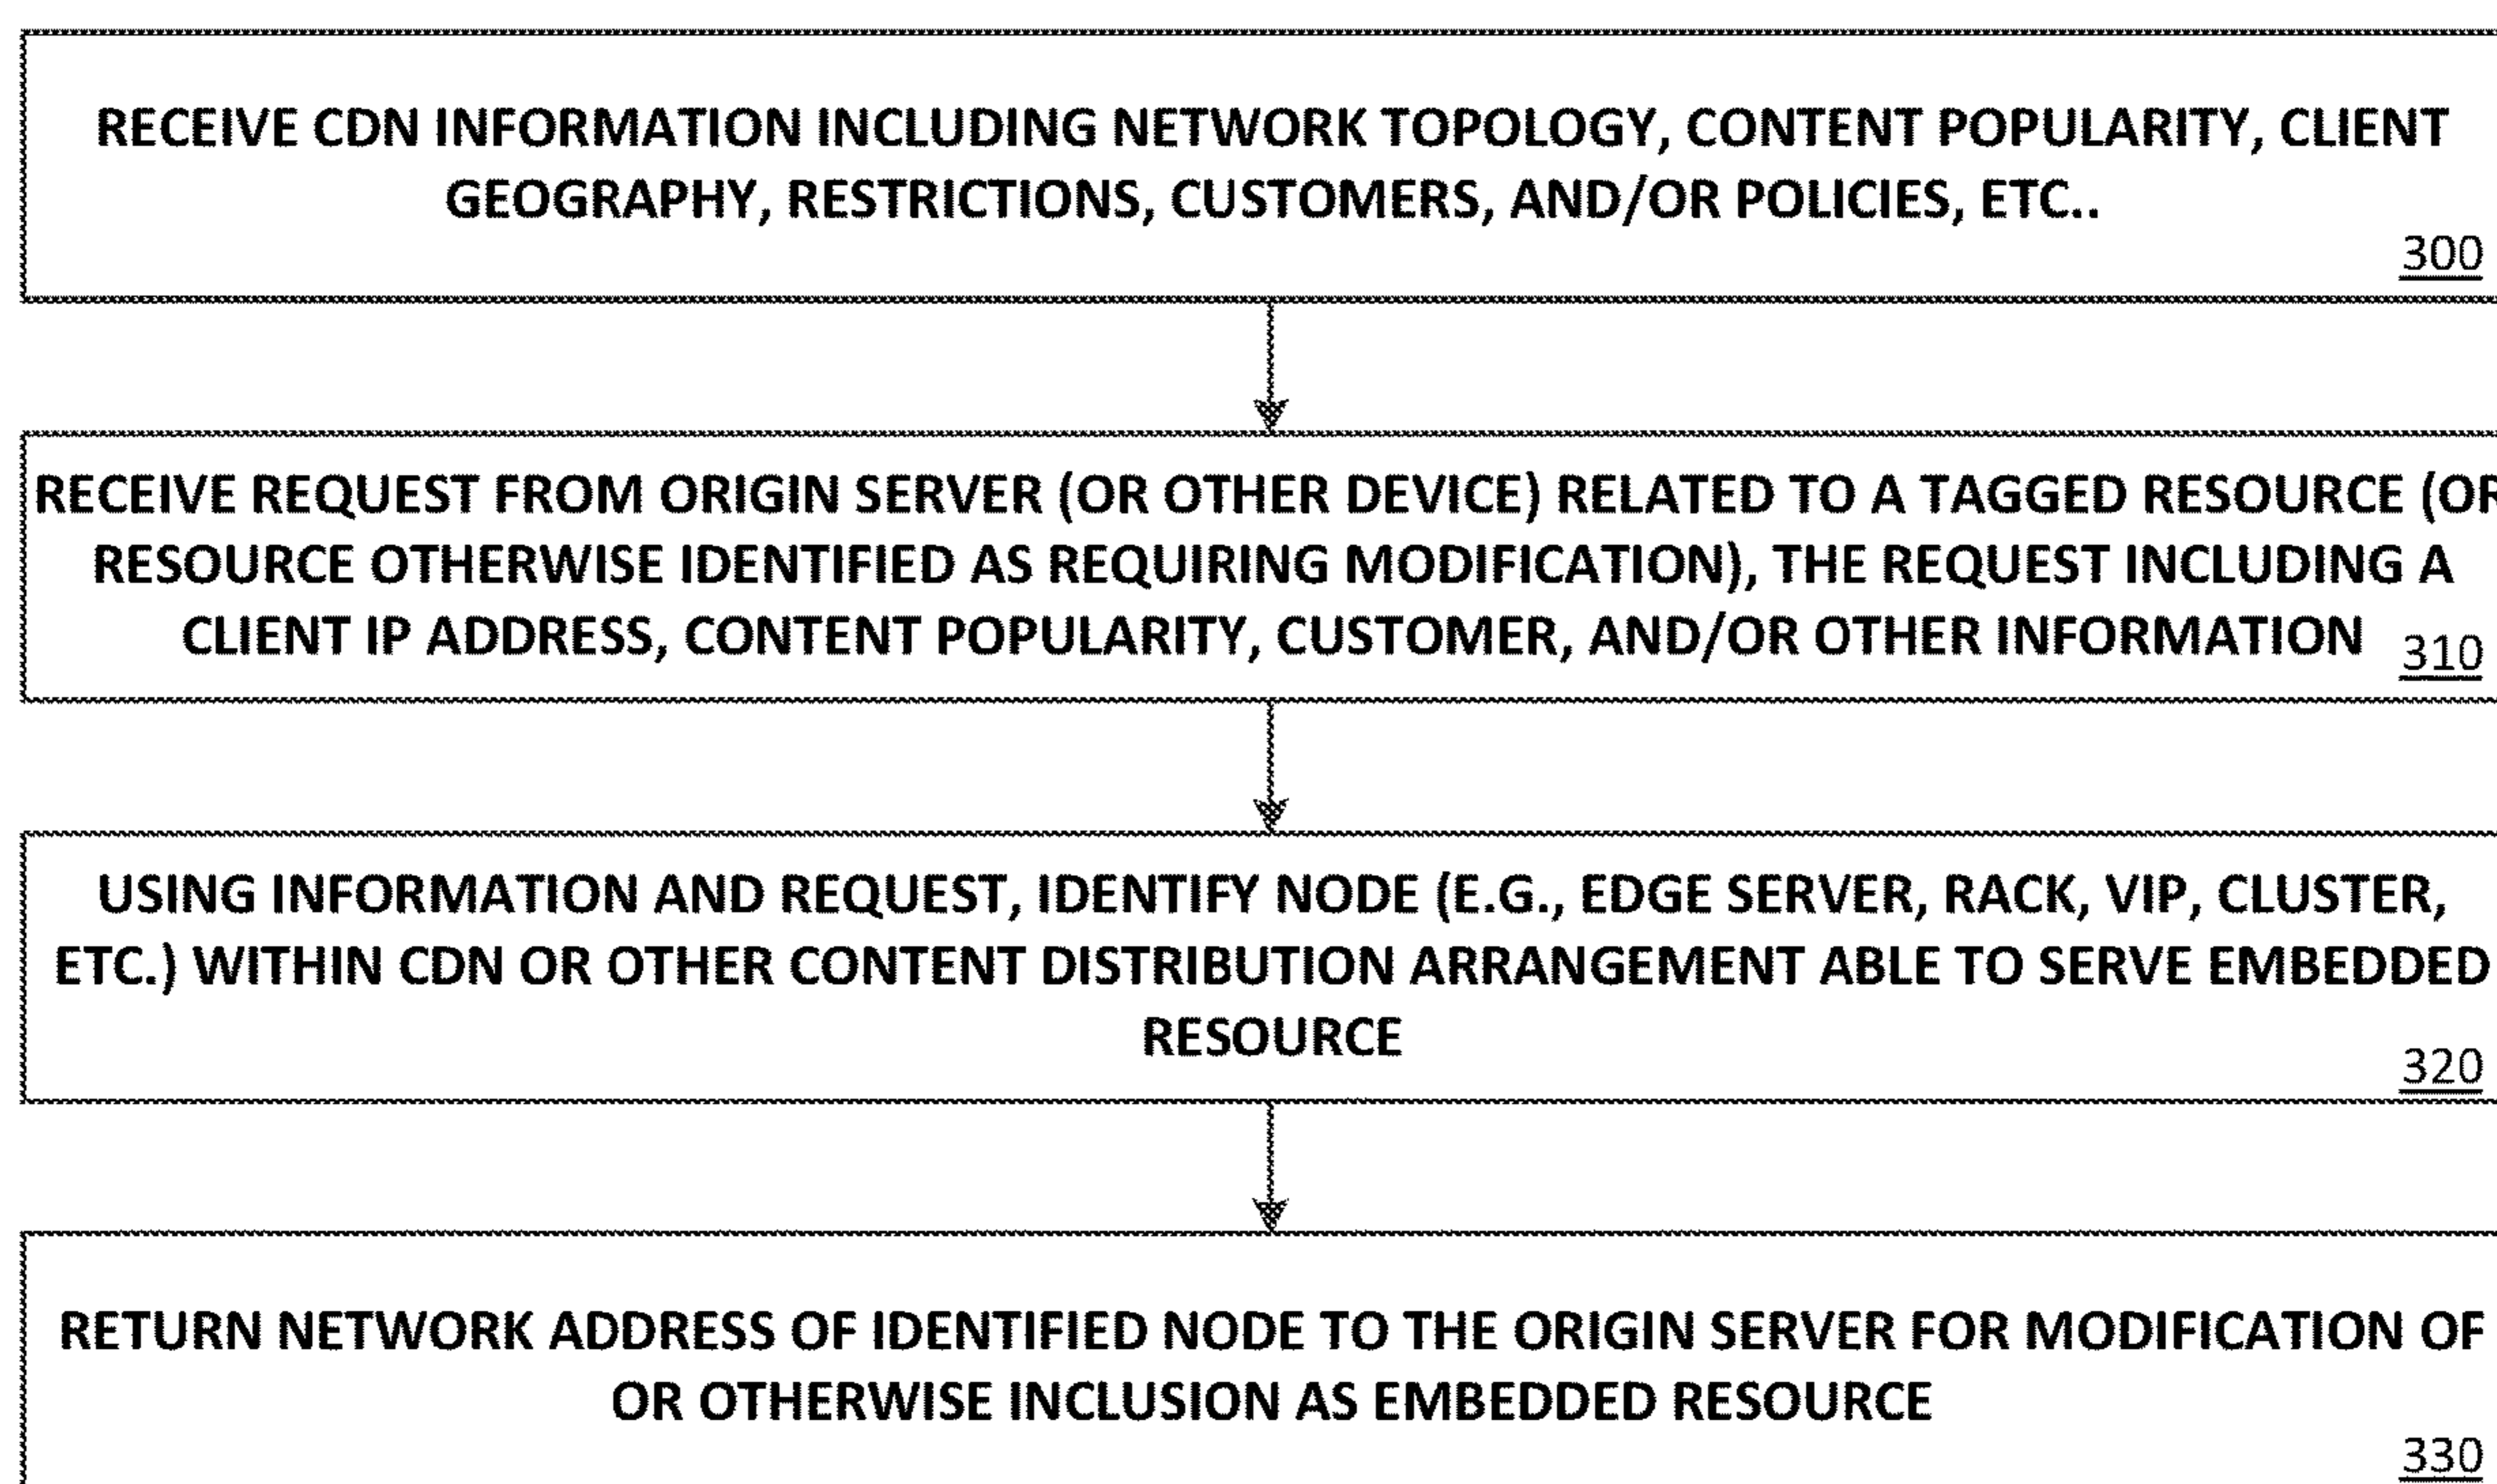 RECEIVE CDN INFORMATION INCLUDING NETWORK TOPOLOGY, CONTENT POPULARITY, CLIENT
GEOGRAPHY, RESTRICTIONS, CUSTOMERS, AND/OR POLICIES, ETC..
300
RECEIVE REQUEST FROM ORIGIN SERVER (OR OTHER DEVICE) RELATED TO A TAGGED RESOURCE (OR
RESOURCE OTHERWISE IDENTIFIED AS REQUIRING MODIFICATION), THE REQUEST INCLUDING A
CLIENT IP ADDRESS, CONTENT POPULARITY, CUSTOMER, AND/OR OTHER INFORMATION
310
USING INFORMATION AND REQUEST, IDENTIFY NODE (E.G., EDGE SERVER, RACK, VIP, CLUSTER,
ETC.) WITHIN CDN OR OTHER CONTENT DISTRIBUTION ARRANGEMENT ABLE TO SERVE EMBEDDED
RESOURCE
320
RETURN NETWORK ADDRESS OF IDENTIFIED NODE TO THE ORIGIN SERVER FOR MODIFICATION OF
OR OTHERWISE INCLUSION AS EMBEDDED RESOURCE
330